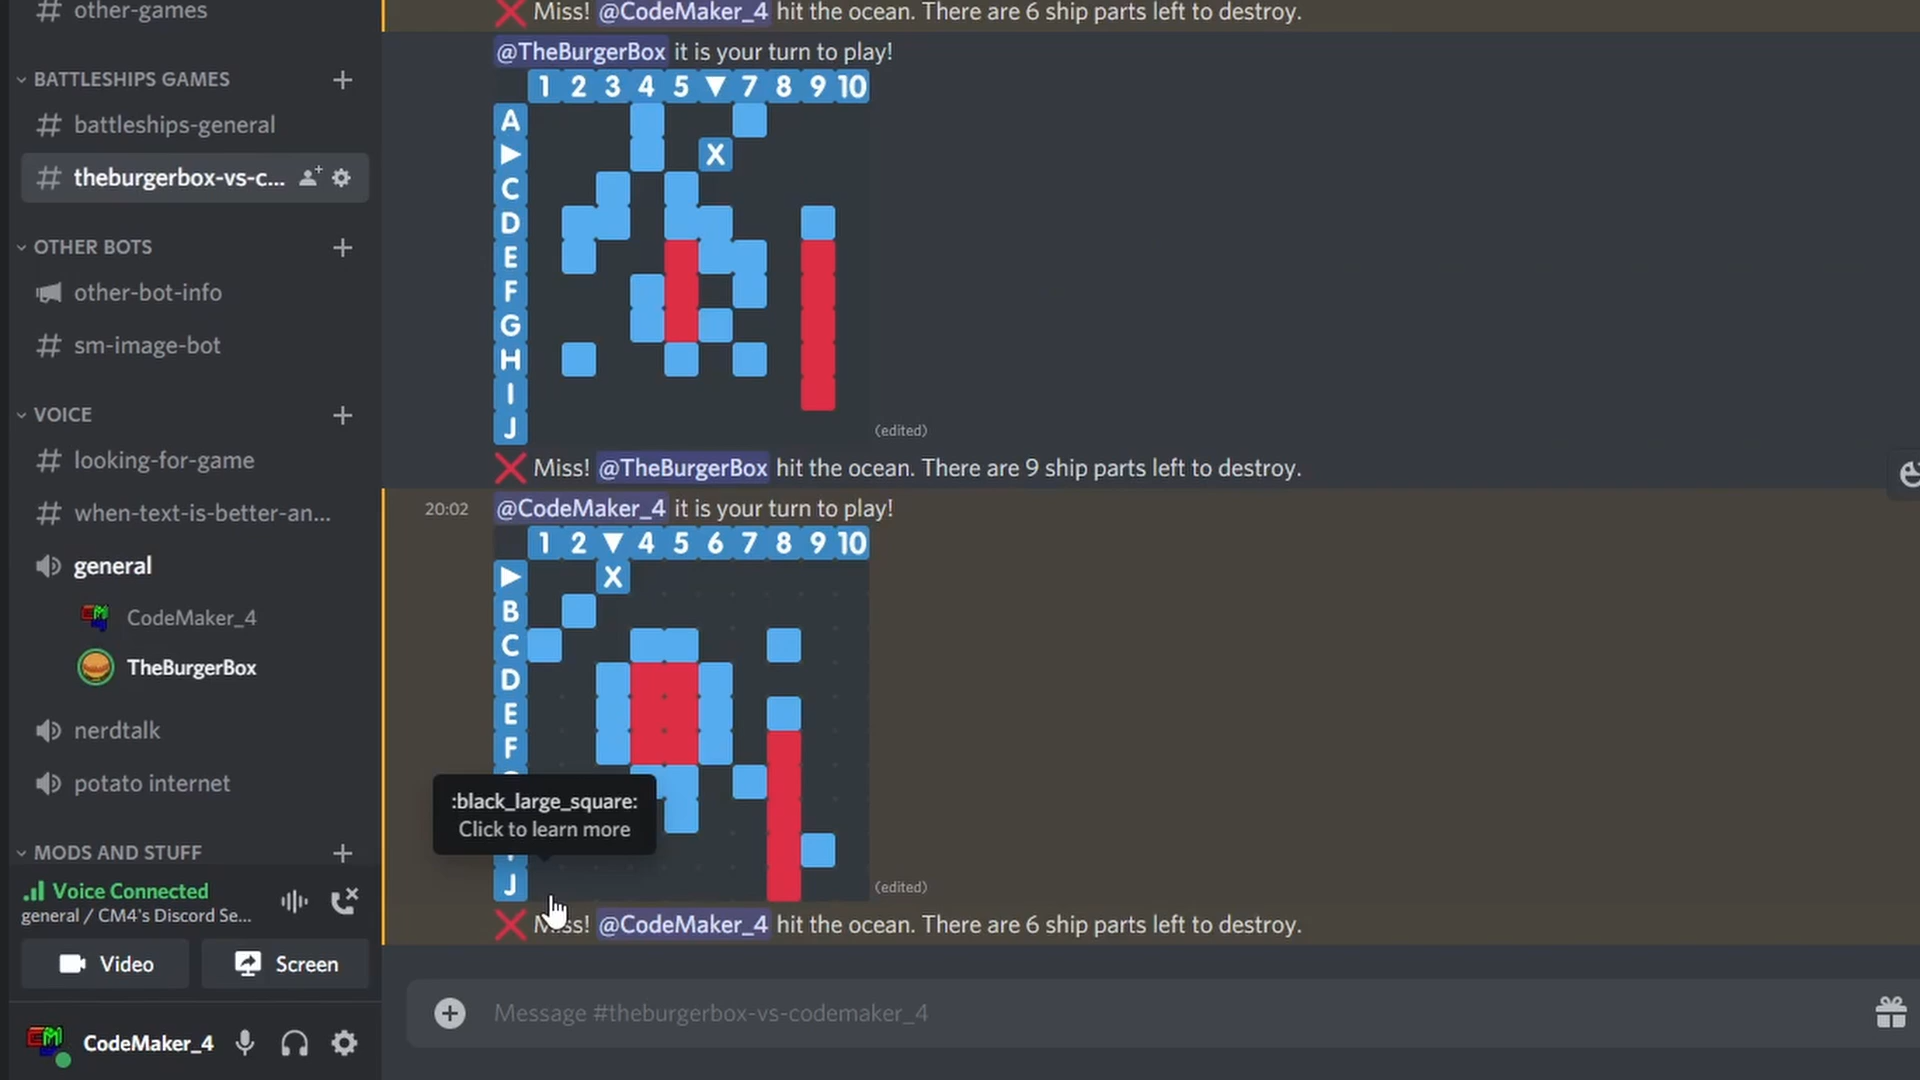 other-games
BATTLESHIPS GAMES
battleships-general
theburgerbox-vs-c...
OTHER BOTS
other-bot-info
sm-image-bot
VOICE
looking-for-game
when-text-is-better-an...
general
CodeMaker_4
TheBurgerBox
nerdtalk
potato internet
MODS AND STUFF
Voice Connected
general / CM4's Discord Se...
Video
Screen
CodeMaker_4
Miss! @CodeMaker_4 hit the ocean. There are 6 ship parts left to destroy.
@TheBurgerBox it is your turn to play!
1 2 3 4 5 ▼ 7 8 9 10
A
▶ X
C
D
E
F
G
H
I
J
(edited)
Miss! @TheBurgerBox hit the ocean. There are 9 ship parts left to destroy.
20:02 @CodeMaker_4 it is your turn to play!
1 2 ▼ 4 5 6 7 8 9 10
▶ X
B
C
D
E
F
:black_large_square:
Click to learn more
J
(edited)
Miss! @CodeMaker_4 hit the ocean. There are 6 ship parts left to destroy.
Message #theburgerbox-vs-codemaker_4